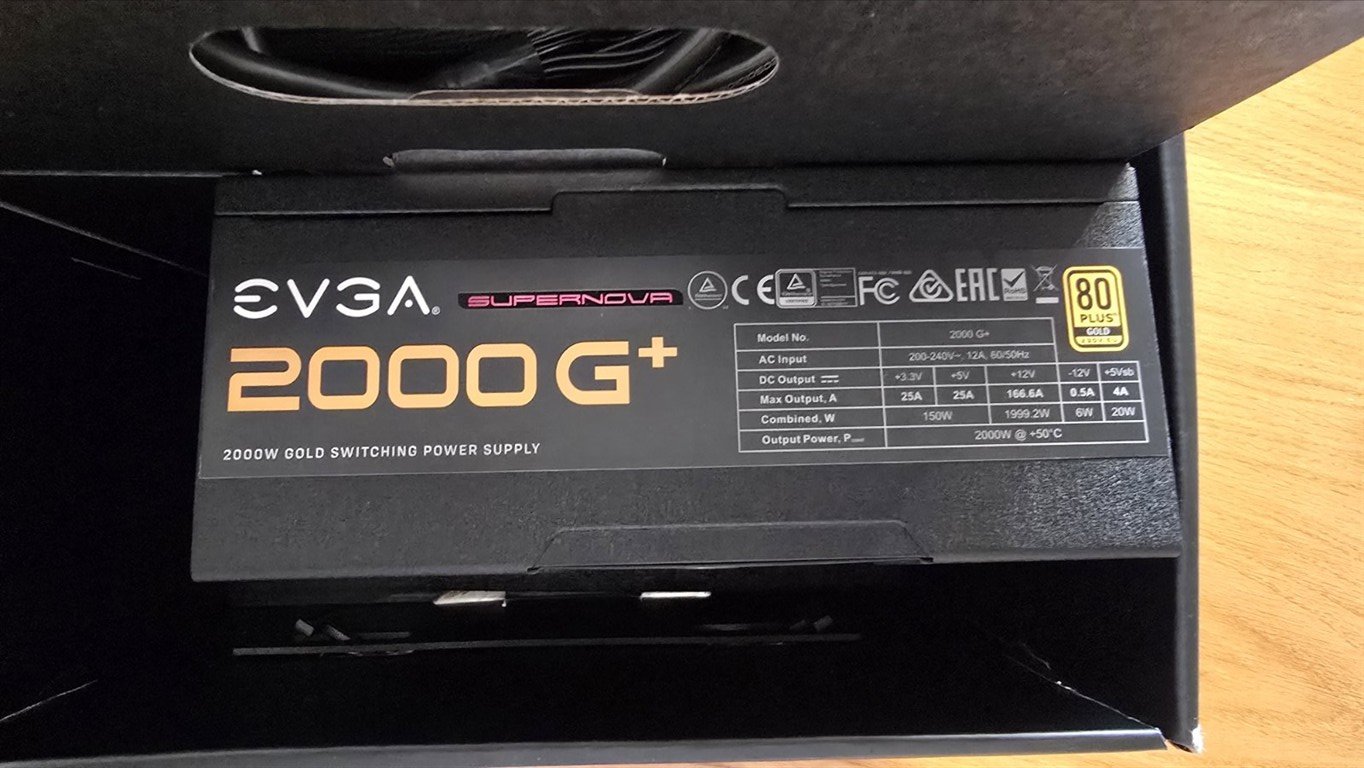 EVGA®
SUPERNOVA
2000 G+
2000W GOLD SWITCHING POWER SUPPLY
CE
FC
EAC
RoHS
80
PLUS™
GOLD
Model No. 2000 G+
AC Input 200-240V~, 12A, 60/50Hz
DC Output +3.3V +5V +12V -12V +5Vsb
Max Output, A 25A 25A 166.6A 0.5A 4A
Combined, W 150W 1999.2W 6W 20W
Output Power, P 2000W @ +50°C